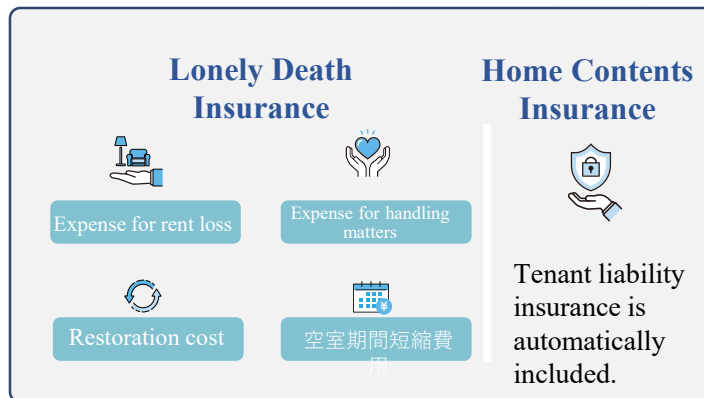 Lonely Death
Insurance
Expense for rent loss
Expense for handling
matters
Restoration cost
¥
空室期間短縮費
用
Home Contents
Insurance
Tenant liability
insurance is
automatically
included.